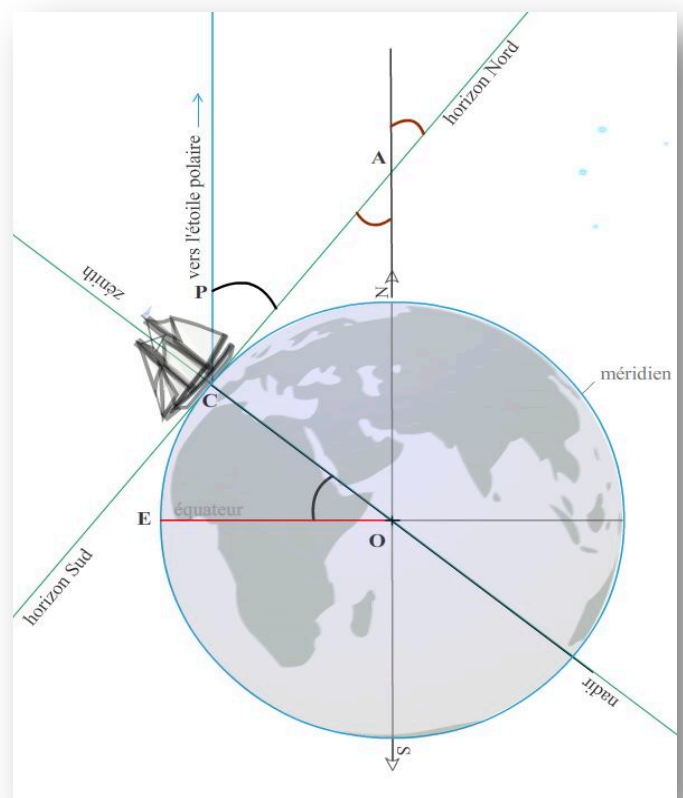 horizon Nord
vers l'étoile polaire →
A
zénith
P
N
méridien
C
E
équateur
O
horizon Sud
nadir
S